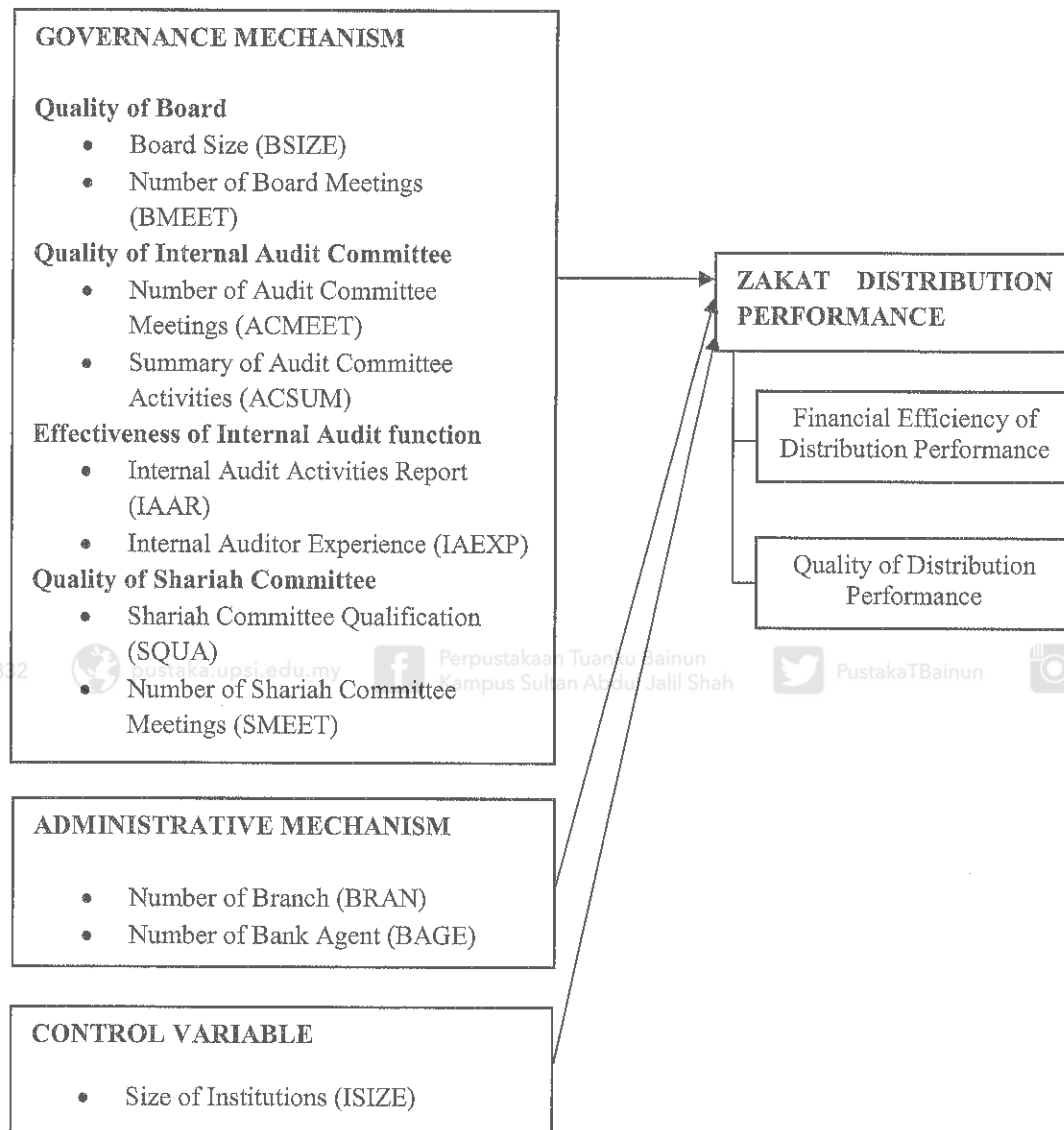 GOVERNANCE MECHANISM
Quality of Board
• Board Size (BSIZE)
• Number of Board Meetings
(BMEET)
Quality of Internal Audit Committee
• Number of Audit Committee
Meetings (ACMEET)
• Summary of Audit Committee
Activities (ACSUM)
Effectiveness of Internal Audit function
• Internal Audit Activities Report
(IAAR)
• Internal Auditor Experience (IAEXP)
Quality of Shariah Committee
• Shariah Committee Qualification
(SQUA)
• Number of Shariah Committee
Meetings (SMEET)
ZAKAT DISTRIBUTION
PERFORMANCE
Financial Efficiency of
Distribution Performance
Quality of Distribution
Performance
832
pustaka.upsi.edu.my
Perpustakaan Tuanku Bainun
Kampus Sultan Abdul Jalil Shah
PustakaTBainun
ADMINISTRATIVE MECHANISM
• Number of Branch (BRAN)
• Number of Bank Agent (BAGE)
CONTROL VARIABLE
• Size of Institutions (ISIZE)